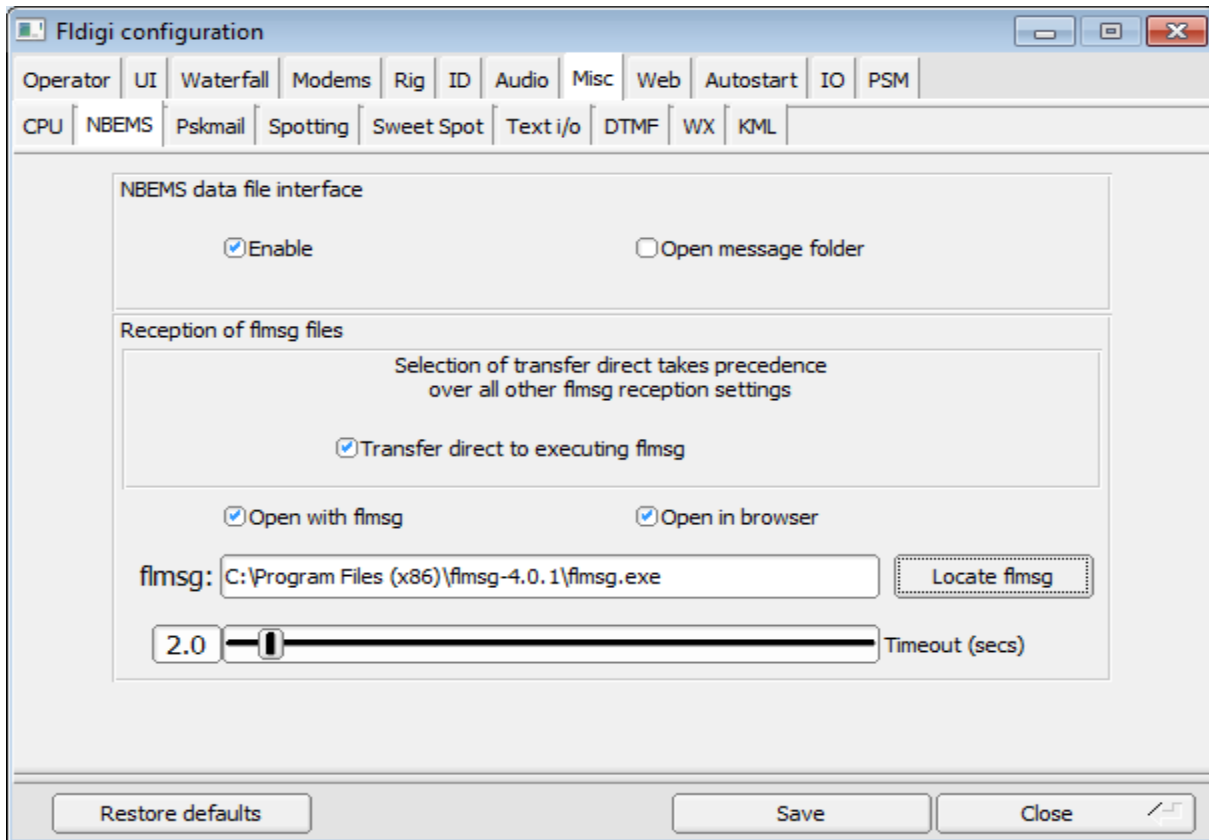 Fldigi configuration
Operator UI Waterfall Modems Rig ID Audio Misc Web Autostart IO PSM
CPU NBEMS Pskmail Spotting Sweet Spot Text i/o DTMF WX KML
NBEMS data file interface
Enable Open message folder
Reception of flmsg files
Selection of transfer direct takes precedence
over all other flmsg reception settings
Transfer direct to executing flmsg
Open with flmsg Open in browser
flmsg: C:\Program Files (x86)\flmsg-4.0.1\flmsg.exe Locate flmsg
2.0 Timeout (secs)
Restore defaults Save Close